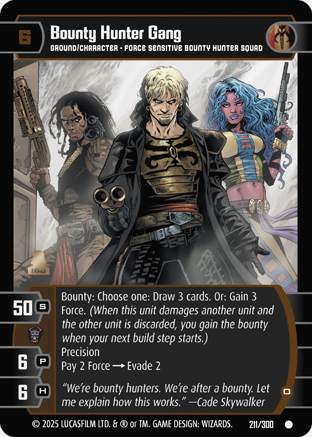 6
Bounty Hunter Gang
GROUND/CHARACTER • FORCE SENSITIVE BOUNTY HUNTER SQUAD
50 S
6 P
6 H
Bounty: Choose one: Draw 3 cards. Or: Gain 3
Force. (When this unit damages another unit and
the other unit is discarded, you gain the bounty
when your next build step starts.)
Precision
Pay 2 Force → Evade 2
“We’re bounty hunters. We’re after a bounty. Let
me explain how this works.” —Cade Skywalker
D
© 2025 LUCASFILM LTD. & ® or TM. GAME DESIGN: WIZARDS.
211/300